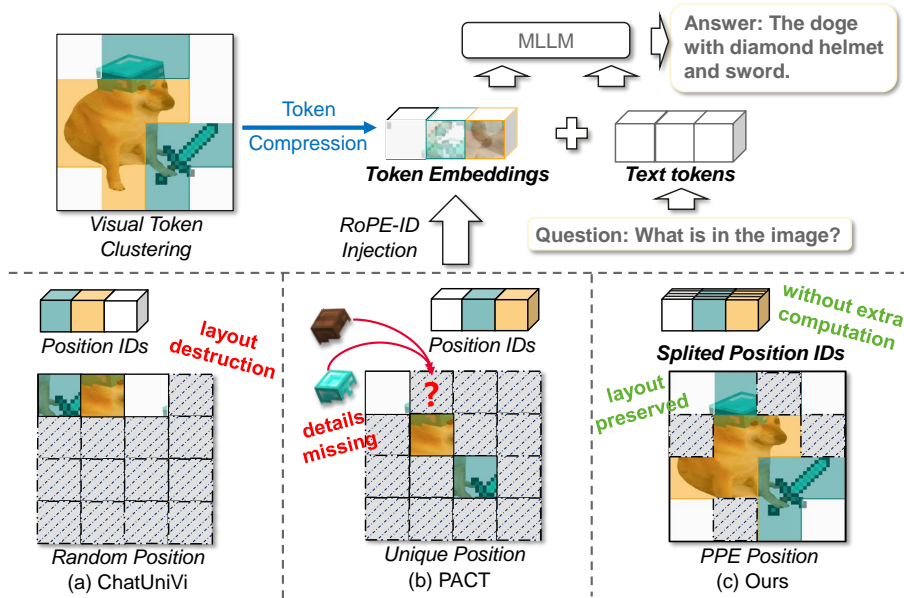 MLLM
Answer: The doge
with diamond helmet
and sword.
Token
Compression
Token Embeddings
Text tokens
Visual Token
Clustering
RoPE-ID
Injection
Question: What is in the image?
Position IDs
layout
destruction
Random Position
(a) ChatUniVi
Position IDs
?
details
missing
Unique Position
(b) PACT
without extra
computation
Splited Position IDs
layout
preserved
PPE Position
(c) Ours